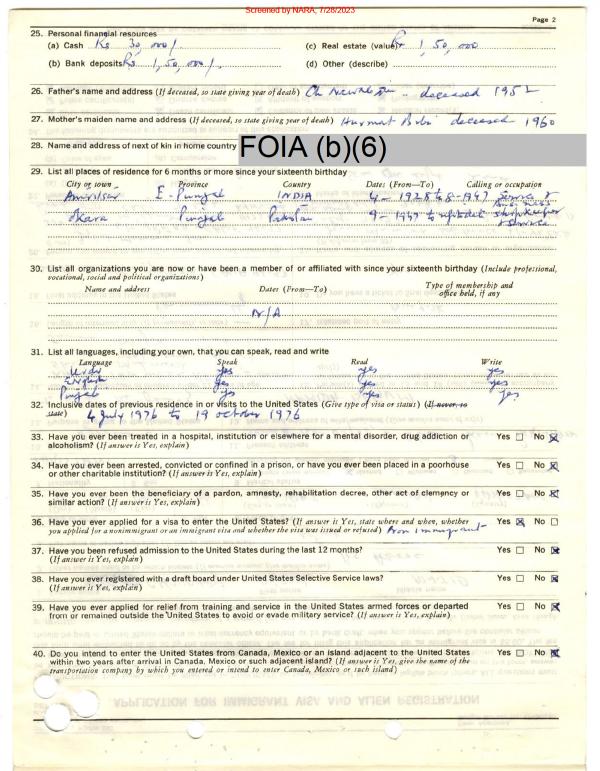 Screened by NARA, 7/28/2023
Page 2
25. Personal financial resources
(a) Cash Rs 30,000/. (c) Real estate (value) Rs 1,50,000
(b) Bank deposits Rs 1,50,000/. (d) Other (describe)
26. Father's name and address (If deceased, so state giving year of death) deceased 1952
27. Mother's maiden name and address (If deceased, so state giving year of death) Hurmat Bibi deceased 1960
28. Name and address of next of kin in home country FOIA (b)(6)
29. List all places of residence for 6 months or more since your sixteenth birthday
City or town Province Country Dates (From—To) Calling or occupation
Amritsar E. Punjab INDIA 4 - 1928 to 8 - 1947 Service & business
Okara Punjab Pakistan 9 - 1947 to uptodate shopkeeper & service
30. List all organizations you are now or have been a member of or affiliated with since your sixteenth birthday (Include professional,
vocational, social and political organizations)
Name and address Dates (From—To) Type of membership and
office held, if any
N/A
31. List all languages, including your own, that you can speak, read and write
Language Speak Read Write
Urdu yes yes yes
English yes yes yes
Punjabi yes yes yes
32. Inclusive dates of previous residence in or visits to the United States (Give type of visa or status) (If never, so
state) 4 July 1976 to 19 october 1976
33. Have you ever been treated in a hospital, institution or elsewhere for a mental disorder, drug addiction or Yes No
alcoholism? (If answer is Yes, explain)
34. Have you ever been arrested, convicted or confined in a prison, or have you ever been placed in a poorhouse Yes No
or other charitable institution? (If answer is Yes, explain)
35. Have you ever been the beneficiary of a pardon, amnesty, rehabilitation decree, other act of clemency or Yes No
similar action? (If answer is Yes, explain)
36. Have you ever applied for a visa to enter the United States? (If answer is Yes, state where and when, whether Yes No
you applied for a nonimmigrant or an immigrant visa and whether the visa was issued or refused) Non immigrant
37. Have you been refused admission to the United States during the last 12 months? Yes No
(If answer is Yes, explain)
38. Have you ever registered with a draft board under United States Selective Service laws? Yes No
(If answer is Yes, explain)
39. Have you ever applied for relief from training and service in the United States armed forces or departed Yes No
from or remained outside the United States to avoid or evade military service? (If answer is Yes, explain)
40. Do you intend to enter the United States from Canada, Mexico or an island adjacent to the United States Yes No
within two years after arrival in Canada, Mexico or such adjacent island? (If answer is Yes, give the name of the
transportation company by which you entered or intend to enter Canada, Mexico or such island)
APPLICATION FOR IMMIGRANT VISA AND ALIEN REGISTRATION